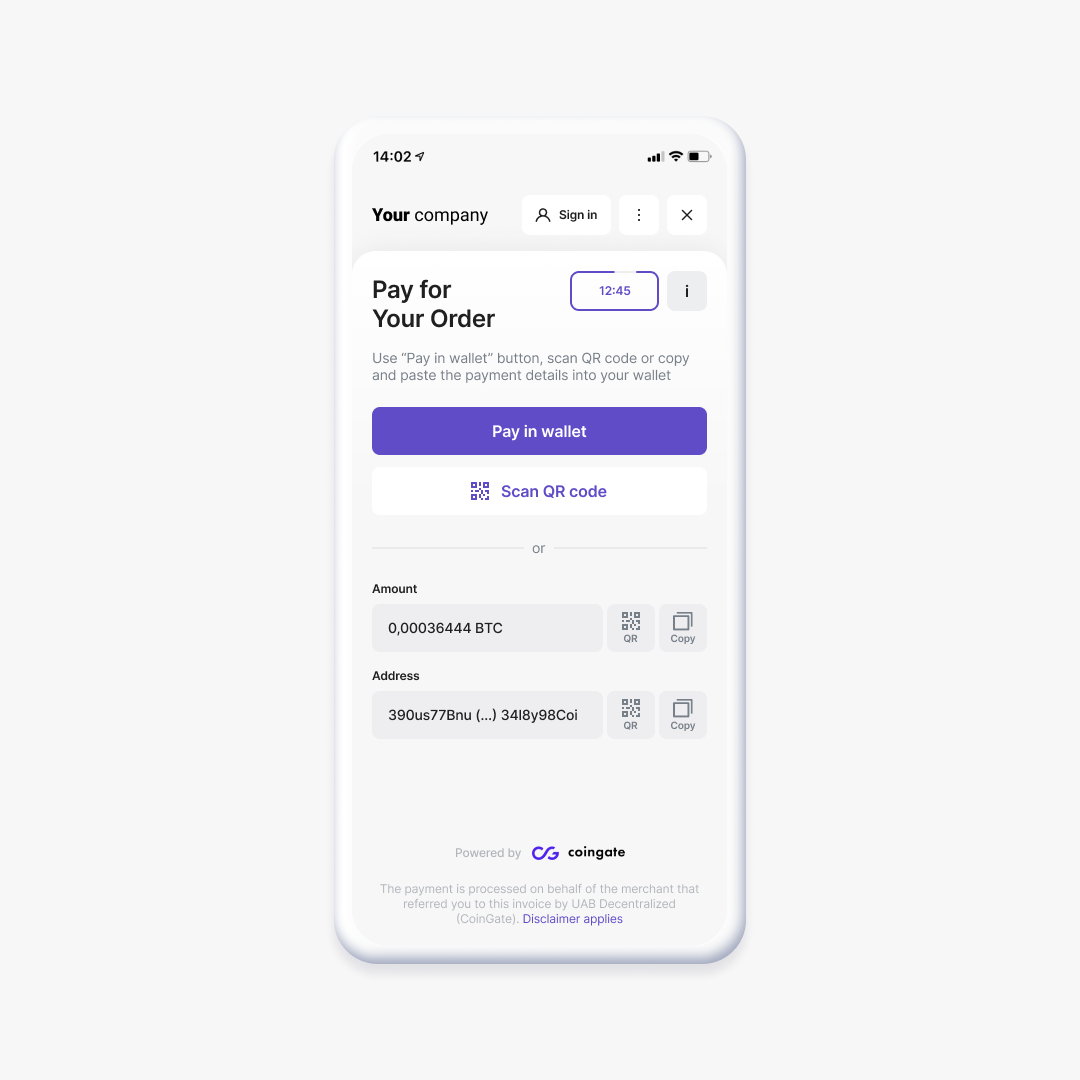 14:02
Your company
Sign in
Pay for
Your Order
12:45
i
Use “Pay in wallet” button, scan QR code or copy
and paste the payment details into your wallet
Pay in wallet
Scan QR code
or
Amount
0,00036444 BTC
QR
Copy
Address
390us77Bnu (...) 34l8y98Coi
QR
Copy
Powered by CG coingate
The payment is processed on behalf of the merchant that
referred you to this invoice by UAB Decentralized
(CoinGate). Disclaimer applies